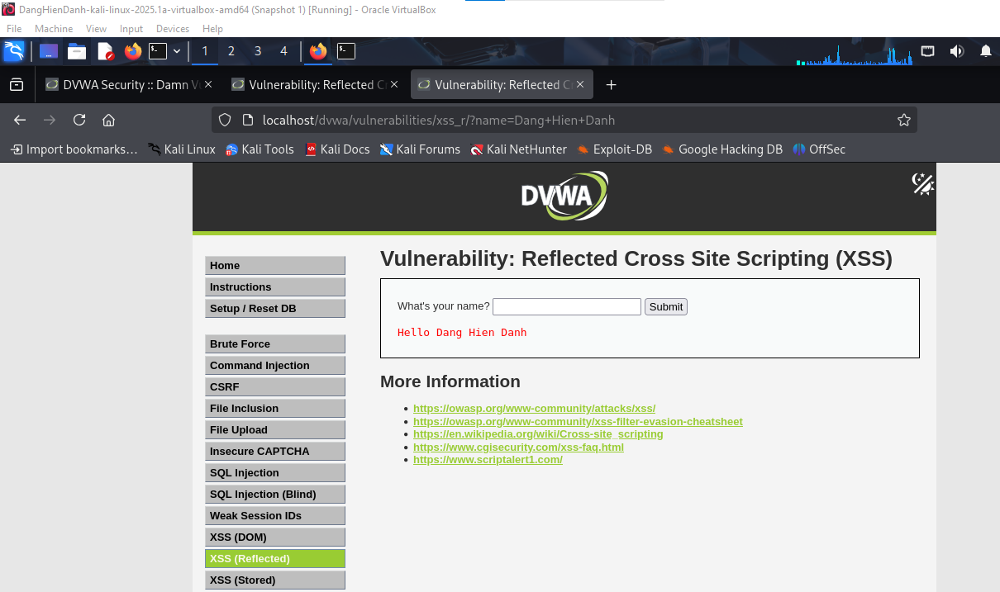 DangHienDanh-kali-linux-2025.1a-virtualbox-amd64 (Snapshot 1) [Running] - Oracle VirtualBox
File Machine View Input Devices Help
1 2 3 4
DVWA Security :: Damn Vu Vulnerability: Reflected C Vulnerability: Reflected C
localhost/dvwa/vulnerabilities/xss_r/?name=Dang+Hien+Danh
Import bookmarks... Kali Linux Kali Tools Kali Docs Kali Forums Kali NetHunter Exploit-DB Google Hacking DB OffSec
DVWA
Vulnerability: Reflected Cross Site Scripting (XSS)
What's your name? Submit
Hello Dang Hien Danh
More Information
https://owasp.org/www-community/attacks/xss/
https://owasp.org/www-community/xss-filter-evasion-cheatsheet
https://en.wikipedia.org/wiki/Cross-site_scripting
https://www.cgisecurity.com/xss-faq.html
https://www.scriptalert1.com/
Home
Instructions
Setup / Reset DB
Brute Force
Command Injection
CSRF
File Inclusion
File Upload
Insecure CAPTCHA
SQL Injection
SQL Injection (Blind)
Weak Session IDs
XSS (DOM)
XSS (Reflected)
XSS (Stored)